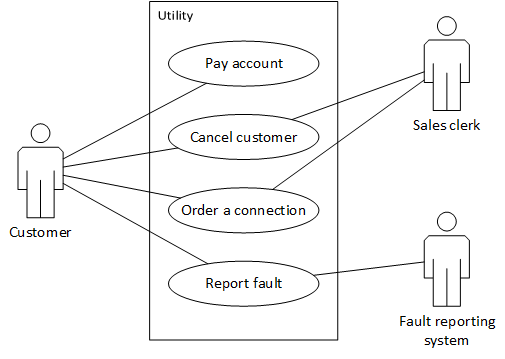 Utility
Pay account
Cancel customer
Sales clerk
Order a connection
Customer
Report fault
Fault reporting
system